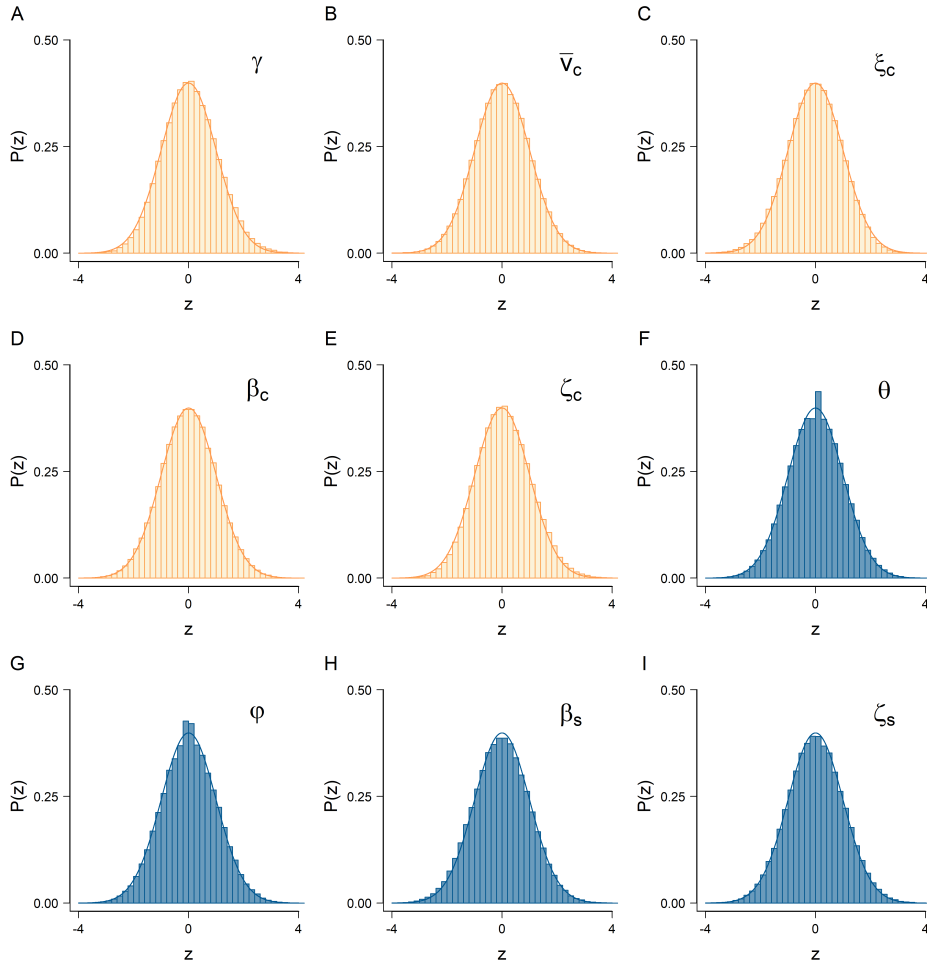 A B C
0.50 0.50 0.50
γ v̄c ξc
P(z) P(z) P(z)
0.25 0.25 0.25
0.00 0.00 0.00
-4 0 4 -4 0 4 -4 0 4
z z z
D E F
0.50 0.50 0.50
βc ζc θ
P(z) P(z) P(z)
0.25 0.25 0.25
0.00 0.00 0.00
-4 0 4 -4 0 4 -4 0 4
z z z
G H I
0.50 0.50 0.50
φ βs ζs
P(z) P(z) P(z)
0.25 0.25 0.25
0.00 0.00 0.00
-4 0 4 -4 0 4 -4 0 4
z z z